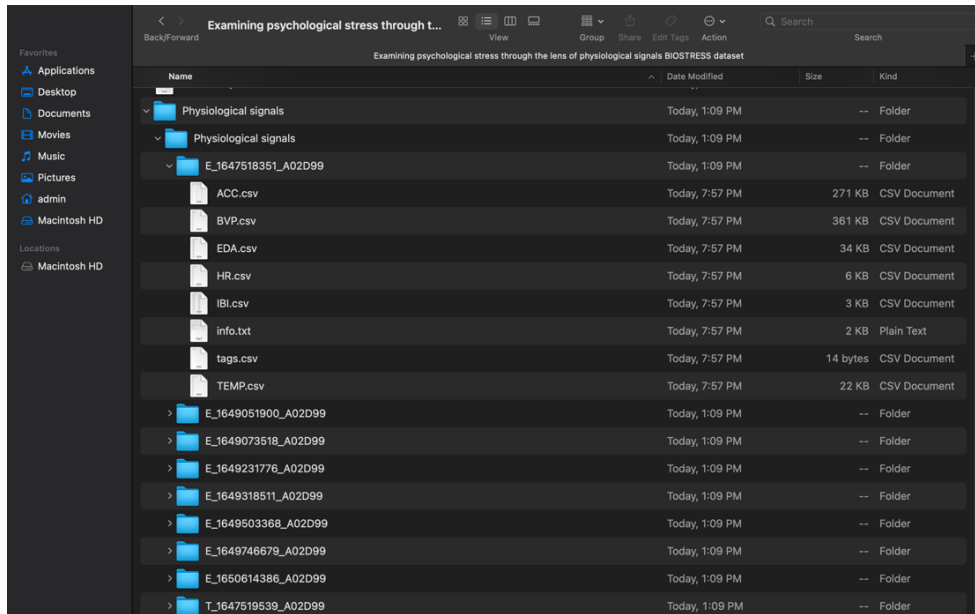 Examining psychological stress through t...
Back/Forward
View
Group
Share
Edit Tags
Action
Search
Search
Examining psychological stress through the lens of physiological signals BIOSTRESS dataset
Favorites
Applications
Desktop
Documents
Movies
Music
Pictures
admin
Macintosh HD
Locations
Macintosh HD
Name Date Modified Size Kind
Physiological signals Today, 1:09 PM -- Folder
Physiological signals Today, 1:09 PM -- Folder
E_1647518351_A02D99 Today, 1:09 PM -- Folder
ACC.csv Today, 7:57 PM 271 KB CSV Document
BVP.csv Today, 7:57 PM 361 KB CSV Document
EDA.csv Today, 7:57 PM 34 KB CSV Document
HR.csv Today, 7:57 PM 6 KB CSV Document
IBI.csv Today, 7:57 PM 3 KB CSV Document
info.txt Today, 7:57 PM 2 KB Plain Text
tags.csv Today, 7:57 PM 14 bytes CSV Document
TEMP.csv Today, 7:57 PM 22 KB CSV Document
E_1649051900_A02D99 Today, 1:09 PM -- Folder
E_1649073518_A02D99 Today, 1:09 PM -- Folder
E_1649231776_A02D99 Today, 1:09 PM -- Folder
E_1649318511_A02D99 Today, 1:09 PM -- Folder
E_1649503368_A02D99 Today, 1:09 PM -- Folder
E_1649746679_A02D99 Today, 1:09 PM -- Folder
E_1650614386_A02D99 Today, 1:09 PM -- Folder
T_1647519539_A02D99 Today, 1:09 PM -- Folder